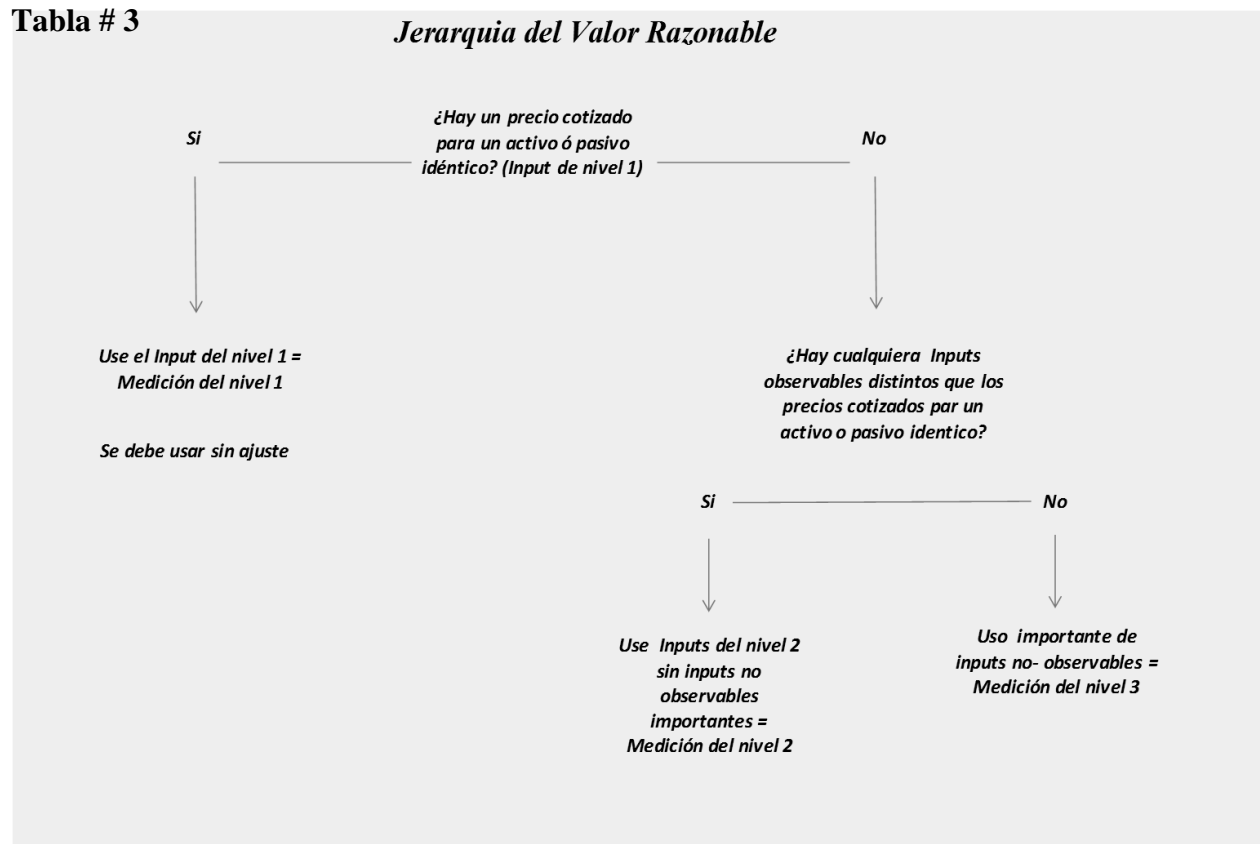 Tabla # 3
Jerarquia del Valor Razonable
¿Hay un precio cotizado
para un activo ó pasivo
idéntico? (Input de nivel 1)
Si
No
Use el Input del nivel 1 =
Medición del nivel 1
Se debe usar sin ajuste
¿Hay cualquiera Inputs
observables distintos que los
precios cotizados par un
activo o pasivo identico?
Si
No
Use Inputs del nivel 2
sin inputs no
observables
importantes =
Medición del nivel 2
Uso importante de
inputs no- observables =
Medición del nivel 3